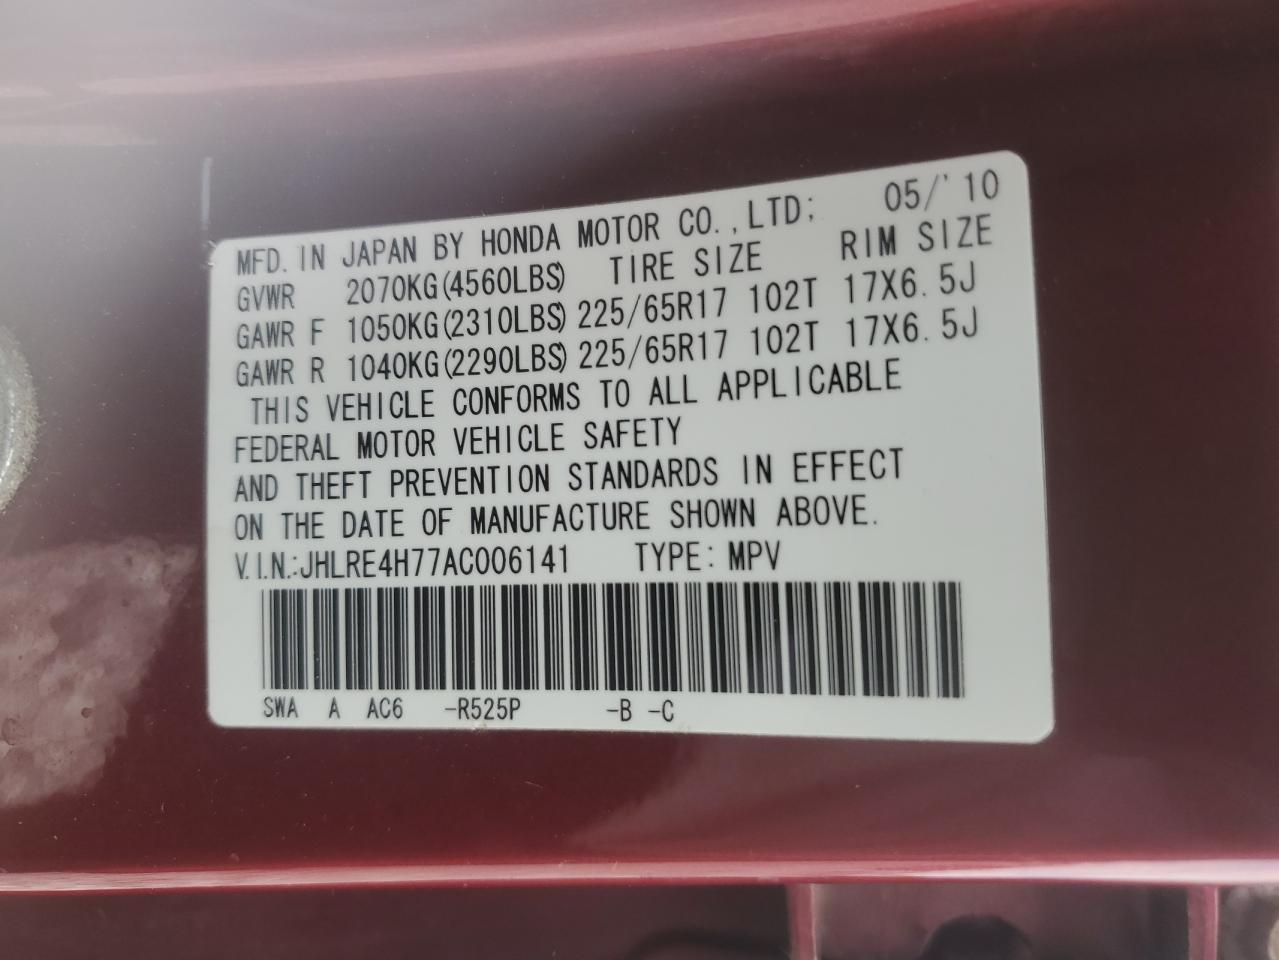 MFD. IN JAPAN BY HONDA MOTOR CO.,LTD: 05/'10
GVWR 2070KG(4560LBS) TIRE SIZE RIM SIZE
GAWR F 1050KG(2310LBS) 225/65R17 102T 17X6.5J
GAWR R 1040KG(2290LBS) 225/65R17 102T 17X6.5J
THIS VEHICLE CONFORMS TO ALL APPLICABLE
FEDERAL MOTOR VEHICLE SAFETY
AND THEFT PREVENTION STANDARDS IN EFFECT
ON THE DATE OF MANUFACTURE SHOWN ABOVE.
V.I.N.:JHLRE4H77AC006141 TYPE: MPV
SWA A AC6 -R525P -B -C